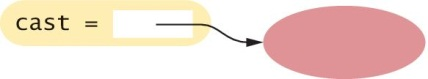 cast =